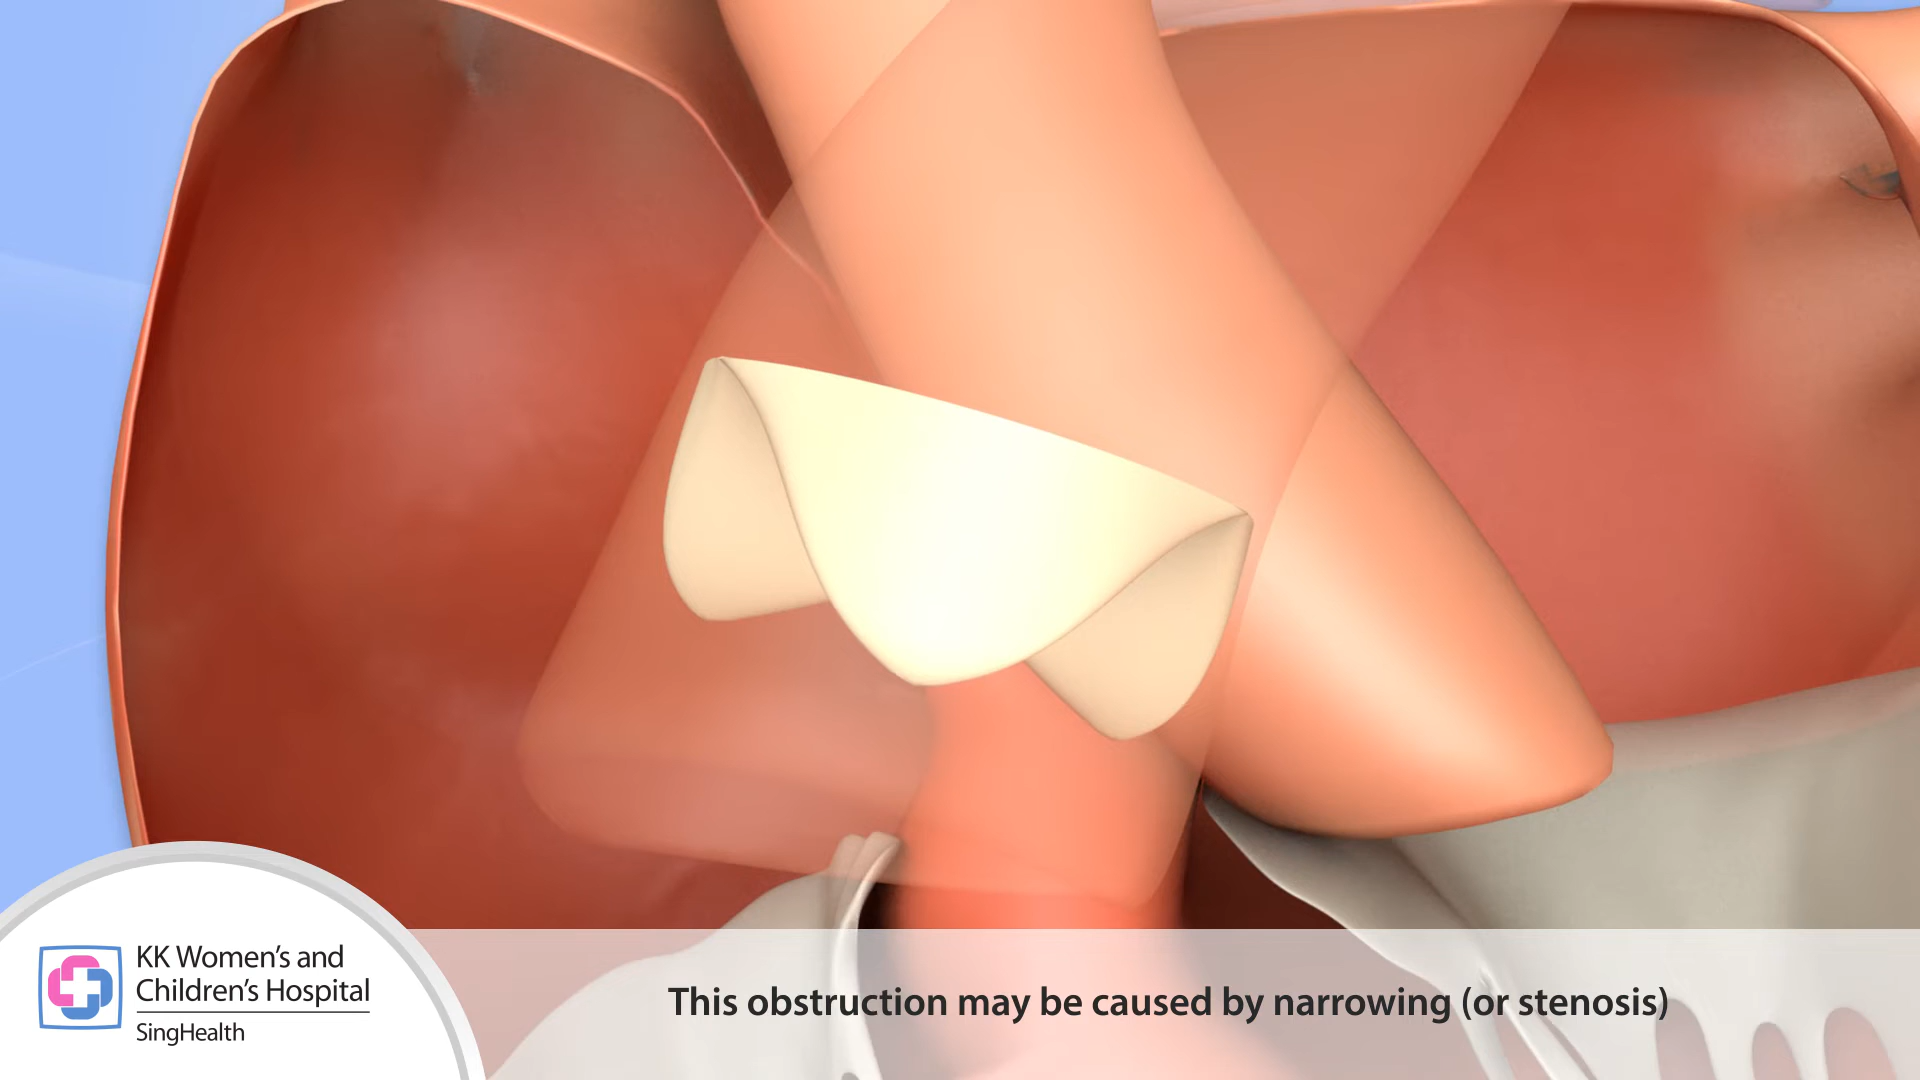 KK Women's and
Children's Hospital
SingHealth
This obstruction may be caused by narrowing (or stenosis)